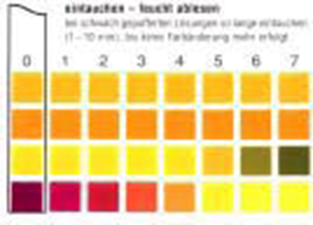 eintauchen – feucht ablesen
bei schwach gepufferten Lösungen so lange eintauchen
(1 - 10 min), bis keine Farbänderung mehr erfolgt
0 1 2 3 4 5 6 7